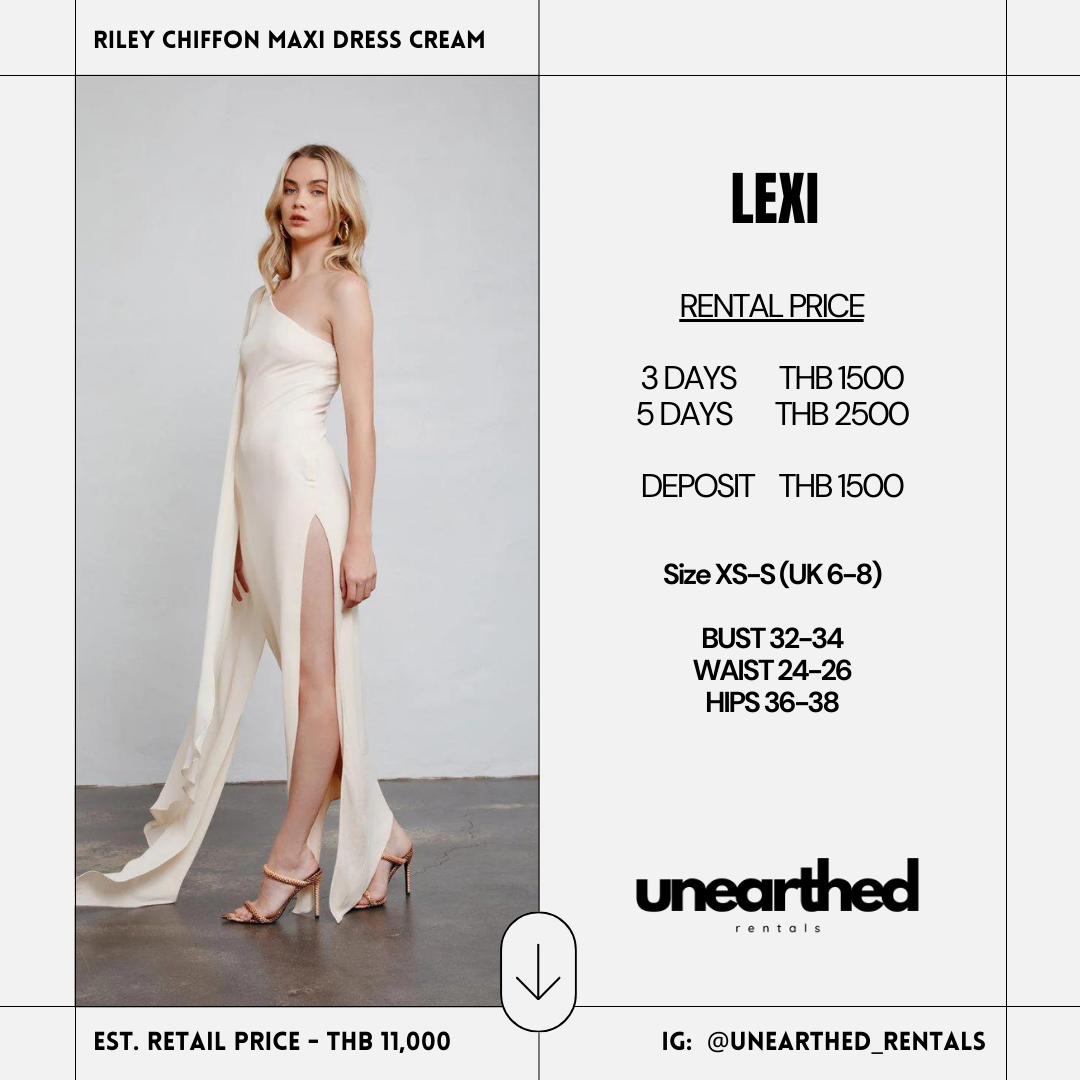 RILEY CHIFFON MAXI DRESS CREAM
LEXI
RENTAL PRICE
3 DAYS THB 1500
5 DAYS THB 2500
DEPOSIT THB 1500
Size XS-S (UK 6-8)
BUST 32-34
WAIST 24-26
HIPS 36-38
unearthed
rentals
EST. RETAIL PRICE - THB 11,000
IG: @UNEARTHED_RENTALS